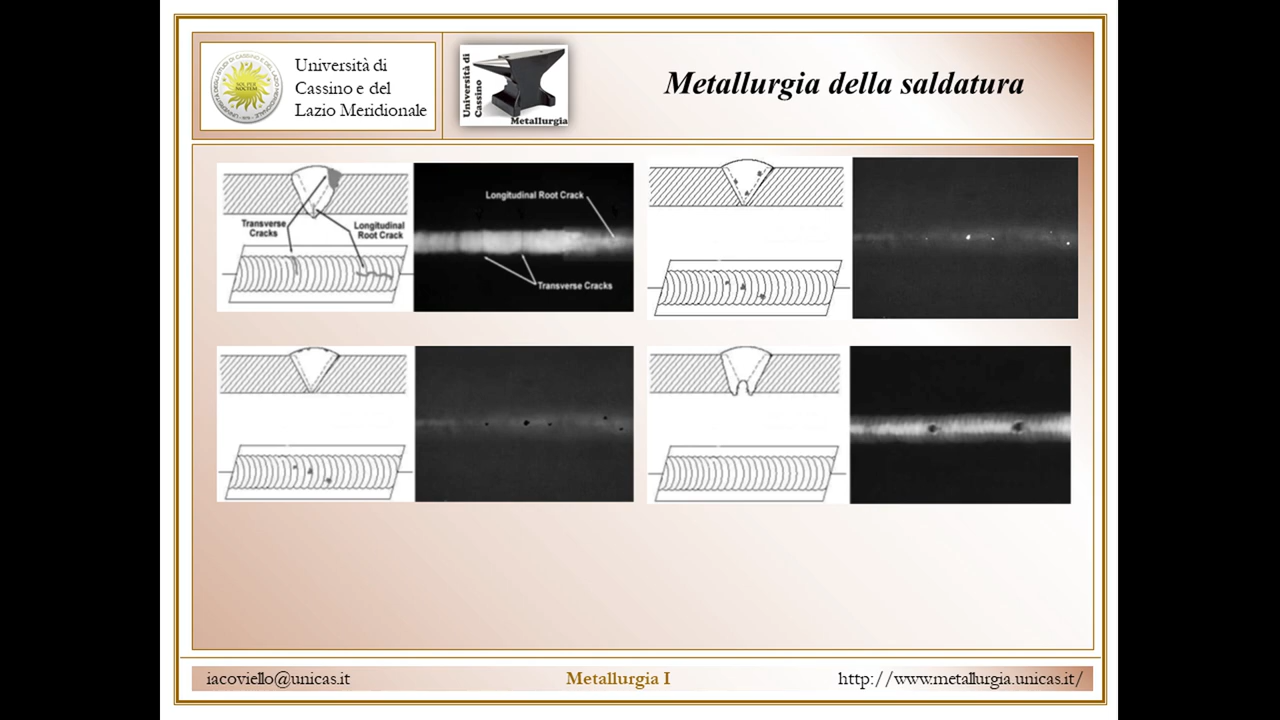 Università di
Cassino e del
Lazio Meridionale
Università di
Cassino
Metallurgia
Metallurgia della saldatura
Transverse
Cracks
Longitudinal
Root Crack
Longitudinal Root Crack
Transverse Cracks
iacoviello@unicas.it
Metallurgia I
http://www.metallurgia.unicas.it/